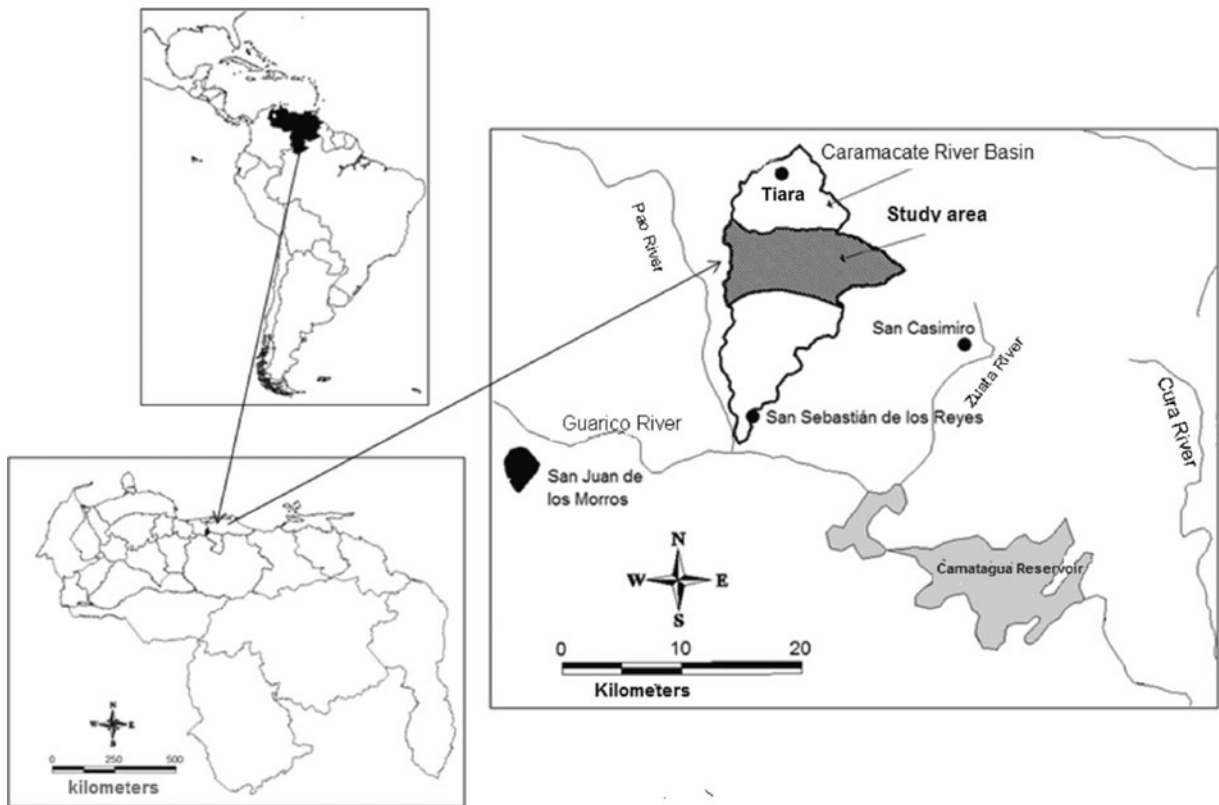 Caramacate River Basin
Tiara
Study area
Pao River
San Casimiro
Zuata River
Cura River
San Sebastián de los Reyes
Guarico River
San Juan de
los Morros
Camatagua Reservoir
N
W E
S
0 10 20
Kilometers
N
W E
S
0 250 500
kilometers